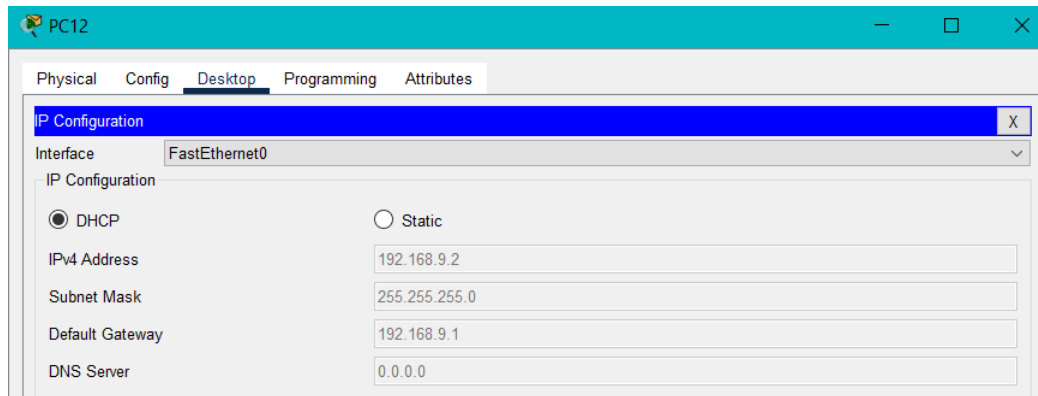 PC12
Physical Config Desktop Programming Attributes
IP Configuration X
Interface FastEthernet0
IP Configuration
DHCP Static
IPv4 Address 192.168.9.2
Subnet Mask 255.255.255.0
Default Gateway 192.168.9.1
DNS Server 0.0.0.0